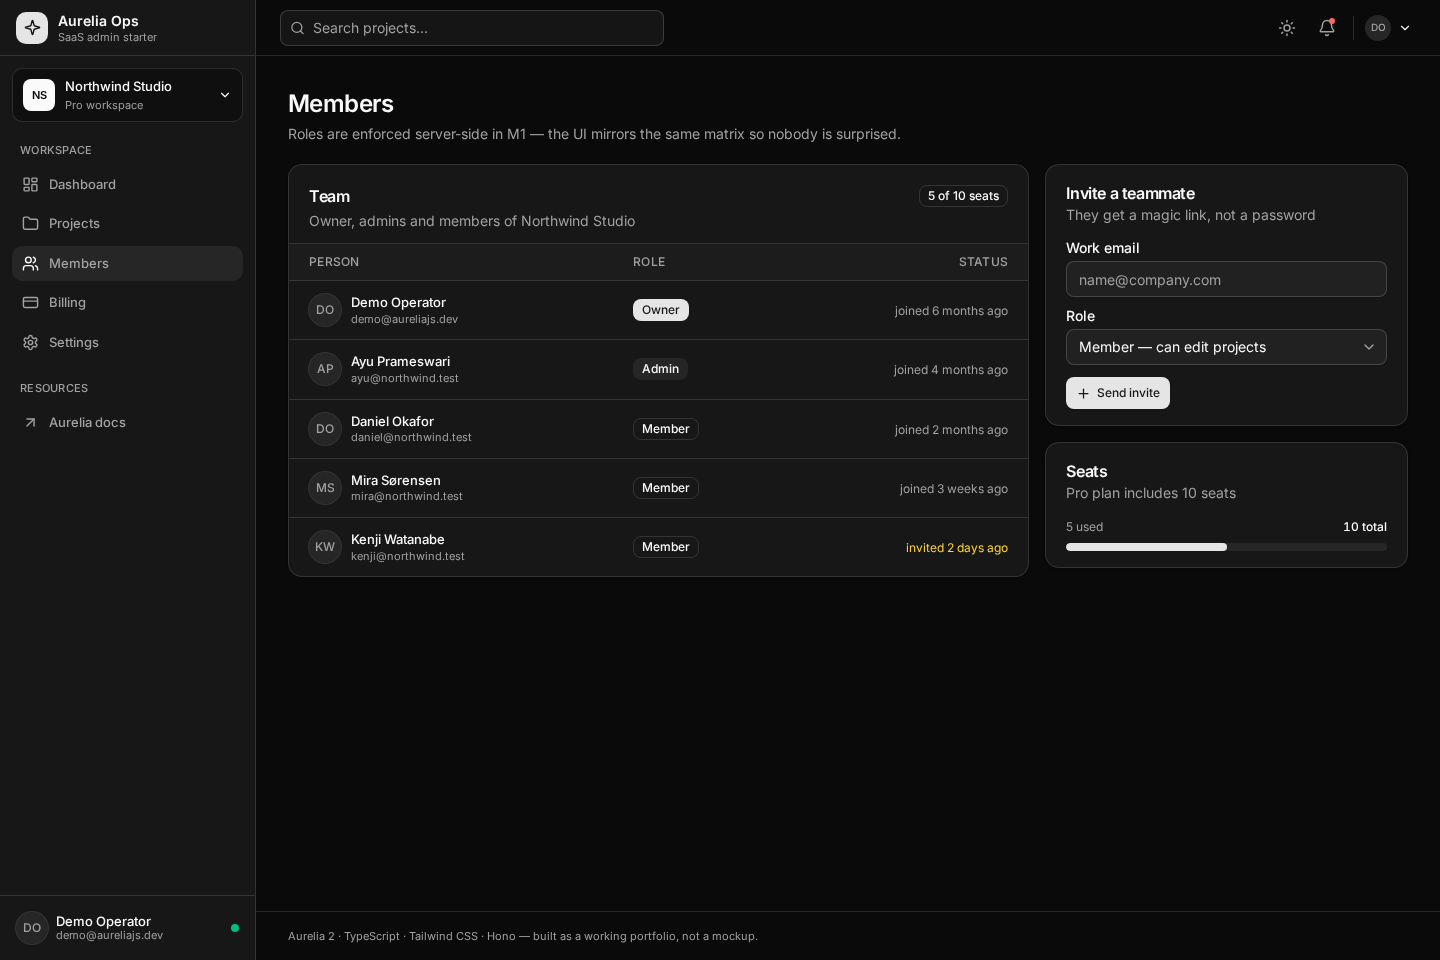 Aurelia Ops
SaaS admin starter
Search projects...
DO
NS
Northwind Studio
Pro workspace
WORKSPACE
Dashboard
Projects
Members
Billing
Settings
RESOURCES
Aurelia docs
Members
Roles are enforced server-side in M1 — the UI mirrors the same matrix so nobody is surprised.
Team
5 of 10 seats
Owner, admins and members of Northwind Studio
PERSON ROLE STATUS
DO Demo Operator
demo@aureliajs.dev
Owner
joined 6 months ago
AP Ayu Prameswari
ayu@northwind.test
Admin
joined 4 months ago
DO Daniel Okafor
daniel@northwind.test
Member
joined 2 months ago
MS Mira Sørensen
mira@northwind.test
Member
joined 3 weeks ago
KW Kenji Watanabe
kenji@northwind.test
Member
invited 2 days ago
Invite a teammate
They get a magic link, not a password
Work email
name@company.com
Role
Member — can edit projects
Send invite
Seats
Pro plan includes 10 seats
5 used 10 total
DO Demo Operator
demo@aureliajs.dev
Aurelia 2 · TypeScript · Tailwind CSS · Hono — built as a working portfolio, not a mockup.